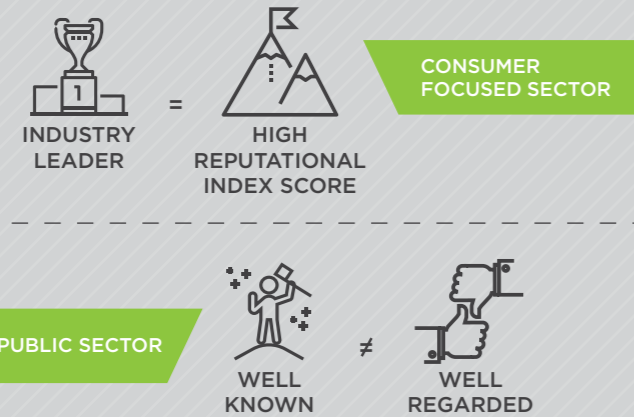 1
=
INDUSTRY
LEADER
HIGH
REPUTATIONAL
INDEX SCORE
CONSUMER
FOCUSED SECTOR
PUBLIC SECTOR
≠
WELL
KNOWN
WELL
REGARDED